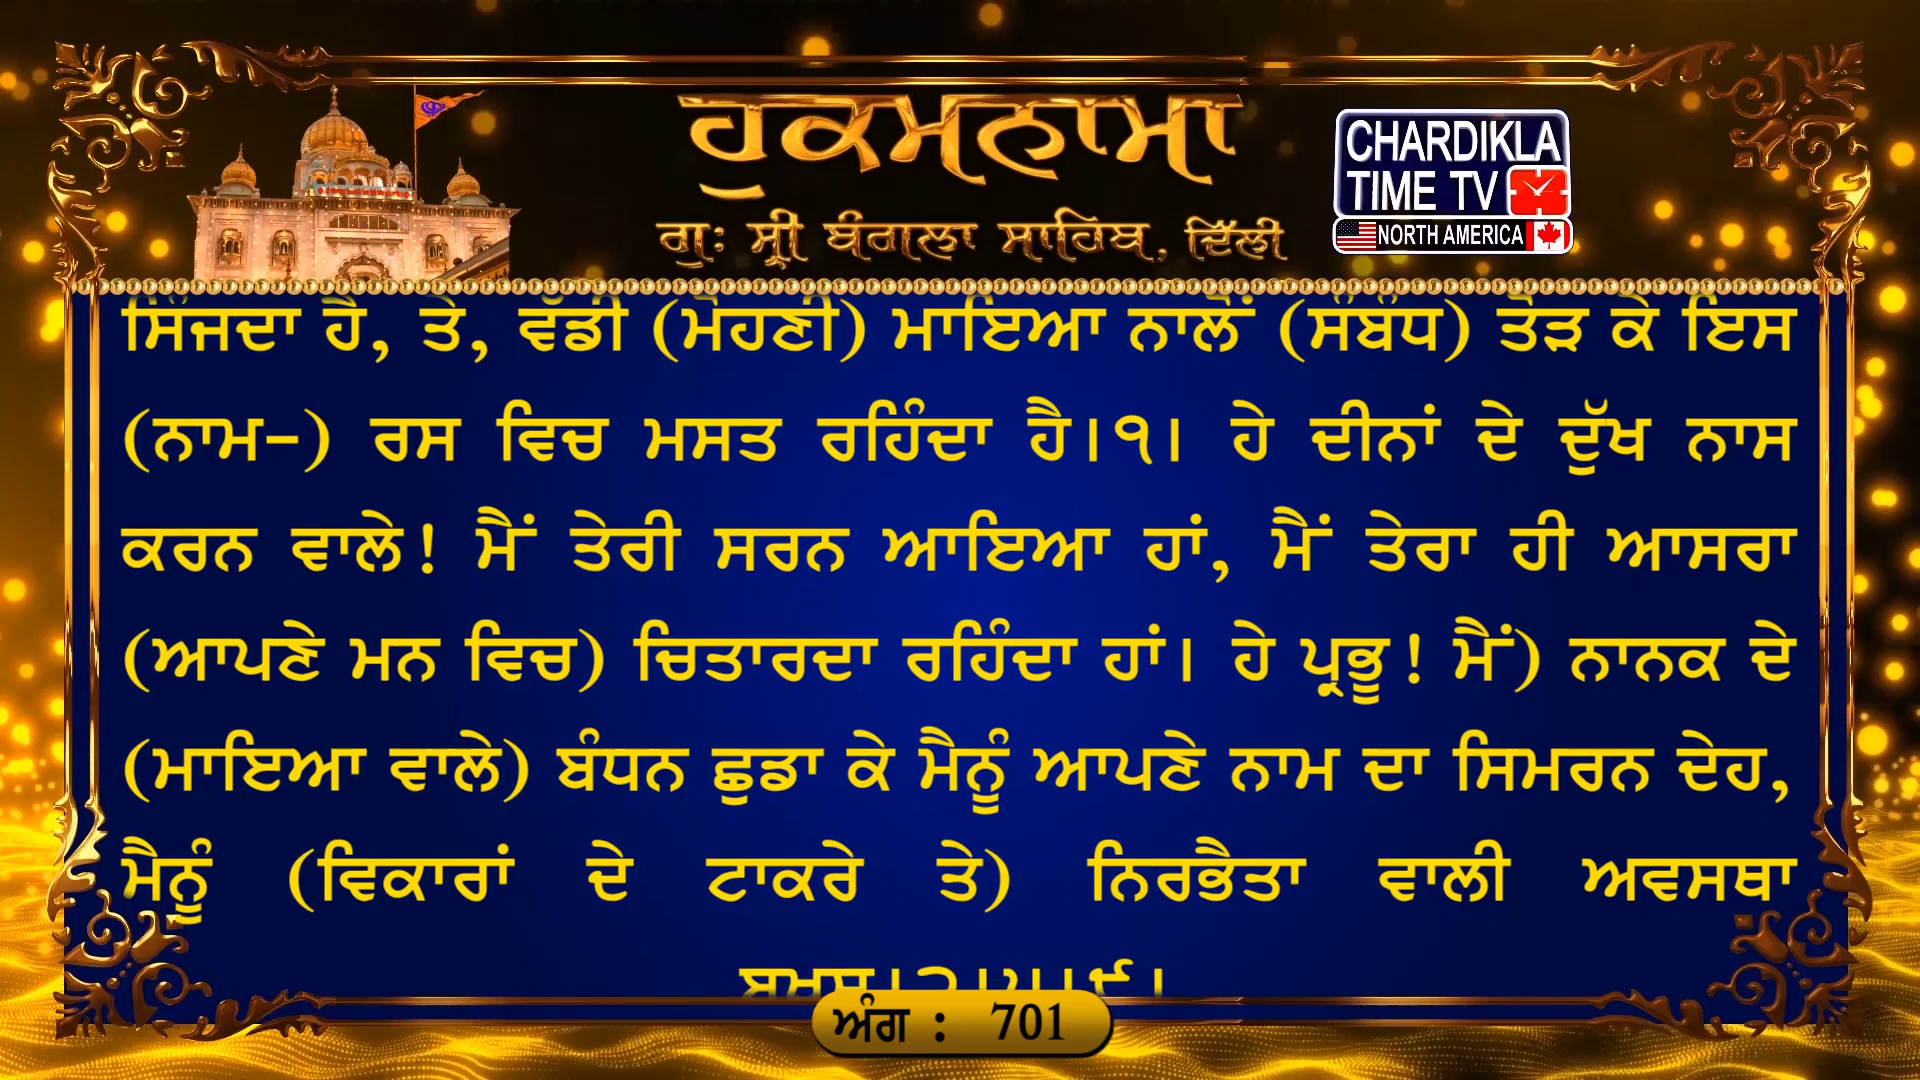 ਹੁਕਮਨਾਮਾ
ਗੁਃ ਸ੍ਰੀ ਬੰਗਲਾ ਸਾਹਿਬ, ਦਿੱਲੀ
CHARDIKLA
TIME TV
NORTH AMERICA
ਸਿੰਜਦਾ ਹੈ, ਤੇ, ਵੱਡੀ (ਮੋਹਣੀ) ਮਾਇਆ ਨਾਲੋਂ (ਸੰਬੰਧ) ਤੋੜ ਕੇ ਇਸ
(ਨਾਮ-) ਰਸ ਵਿਚ ਮਸਤ ਰਹਿੰਦਾ ਹੈ।੧। ਹੇ ਦੀਨਾਂ ਦੇ ਦੁੱਖ ਨਾਸ
ਕਰਨ ਵਾਲੇ! ਮੈਂ ਤੇਰੀ ਸਰਨ ਆਇਆ ਹਾਂ, ਮੈਂ ਤੇਰਾ ਹੀ ਆਸਰਾ
(ਆਪਣੇ ਮਨ ਵਿਚ) ਚਿਤਾਰਦਾ ਰਹਿੰਦਾ ਹਾਂ। ਹੇ ਪ੍ਰਭੂ! ਮੈਂ) ਨਾਨਕ ਦੇ
(ਮਾਇਆ ਵਾਲੇ) ਬੰਧਨ ਛੁਡਾ ਕੇ ਮੈਨੂੰ ਆਪਣੇ ਨਾਮ ਦਾ ਸਿਮਰਨ ਦੇਹ,
ਮੈਨੂੰ (ਵਿਕਾਰਾਂ ਦੇ ਟਾਕਰੇ ਤੇ) ਨਿਰਭੈਤਾ ਵਾਲੀ ਅਵਸਥਾ
ਅੰਗ : 701